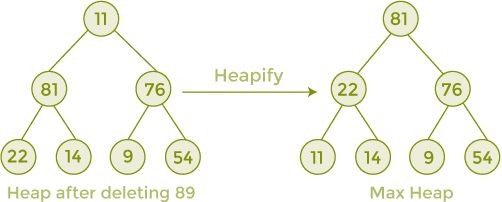 11 81
81 76 Heapify 22 76
22 14 9 54 11 14 9 54
Heap after deleting 89 Max Heap